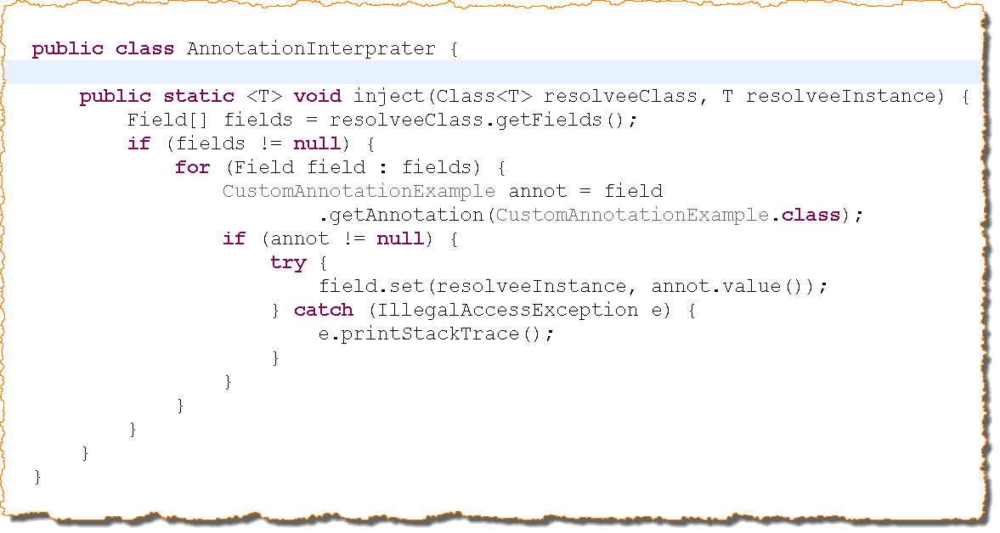 public class AnnotationInterprater {
public static <T> void inject(Class<T> resolveeClass, T resolveeInstance) {
Field[] fields = resolveeClass.getFields();
if (fields != null) {
for (Field field : fields) {
CustomAnnotationExample annot = field
.getAnnotation(CustomAnnotationExample.class);
if (annot != null) {
try {
field.set(resolveeInstance, annot.value());
} catch (IllegalAccessException e) {
e.printStackTrace();
}
}
}
}
}
}